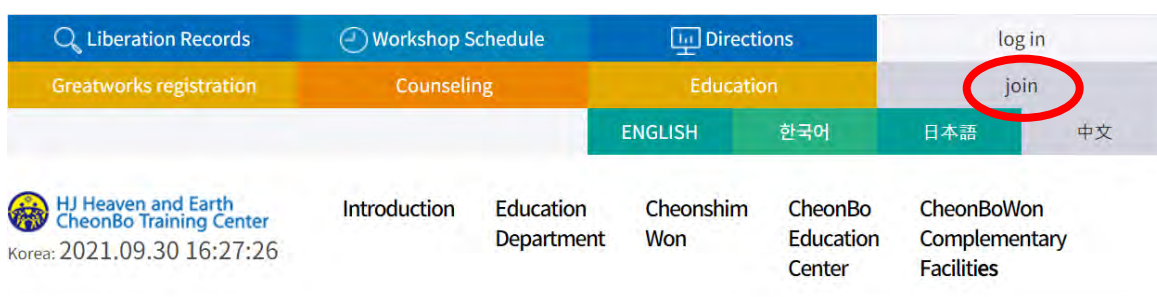 Liberation Records Workshop Schedule Directions log in
Greatworks registration Counseling Education join
ENGLISH 한국어 日本語 中文
HJ Heaven and Earth
CheonBo Training Center
Korea: 2021.09.30 16:27:26
Introduction
Education
Department
Cheonshim
Won
CheonBo
Education
Center
CheonBoWon
Complementary
Facilities